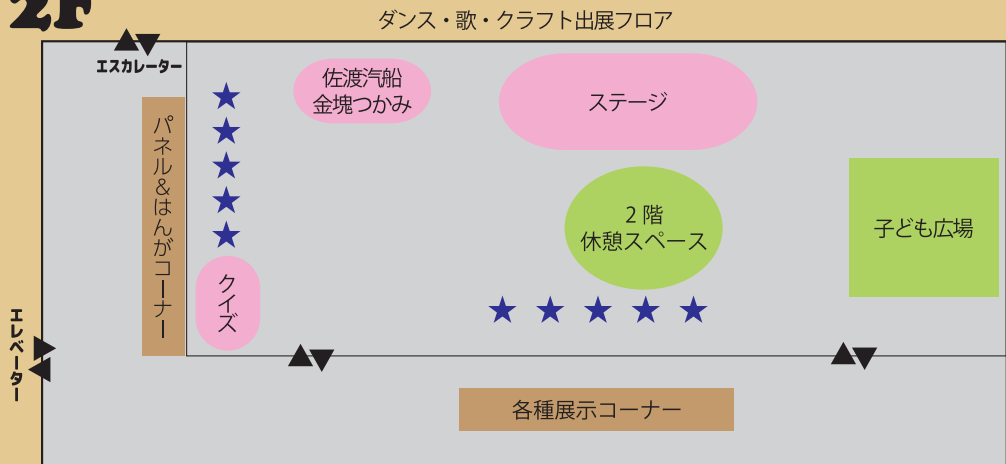 2F
ダンス・歌・クラフト出展フロア
エスカレーター
佐渡汽船
金塊つかみ
ステージ
パネル&はんがコーナー
2階
休憩スペース
子ども広場
クイズ
エレベーター
各種展示コーナー